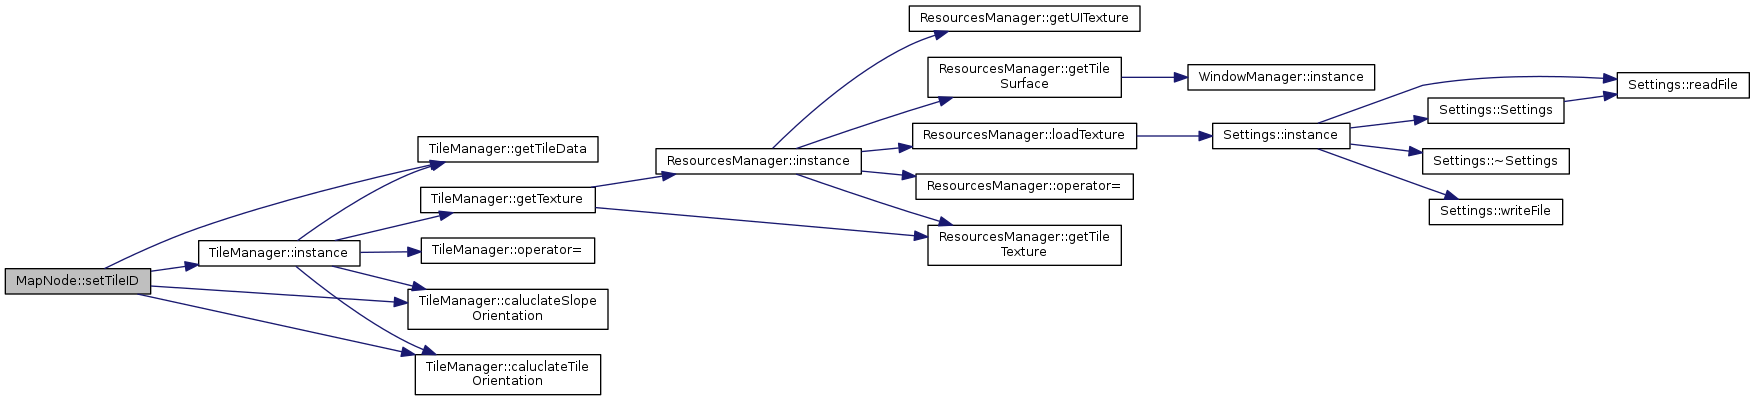 MapNode::setTileID
TileManager::instance
TileManager::getTileData
TileManager::getTexture
TileManager::operator=
TileManager::caluclateSlope
Orientation
TileManager::caluclateTile
Orientation
ResourcesManager::instance
ResourcesManager::getUITexture
ResourcesManager::getTile
Surface
ResourcesManager::loadTexture
ResourcesManager::operator=
ResourcesManager::getTile
Texture
WindowManager::instance
Settings::instance
Settings::Settings
Settings::~Settings
Settings::writeFile
Settings::readFile